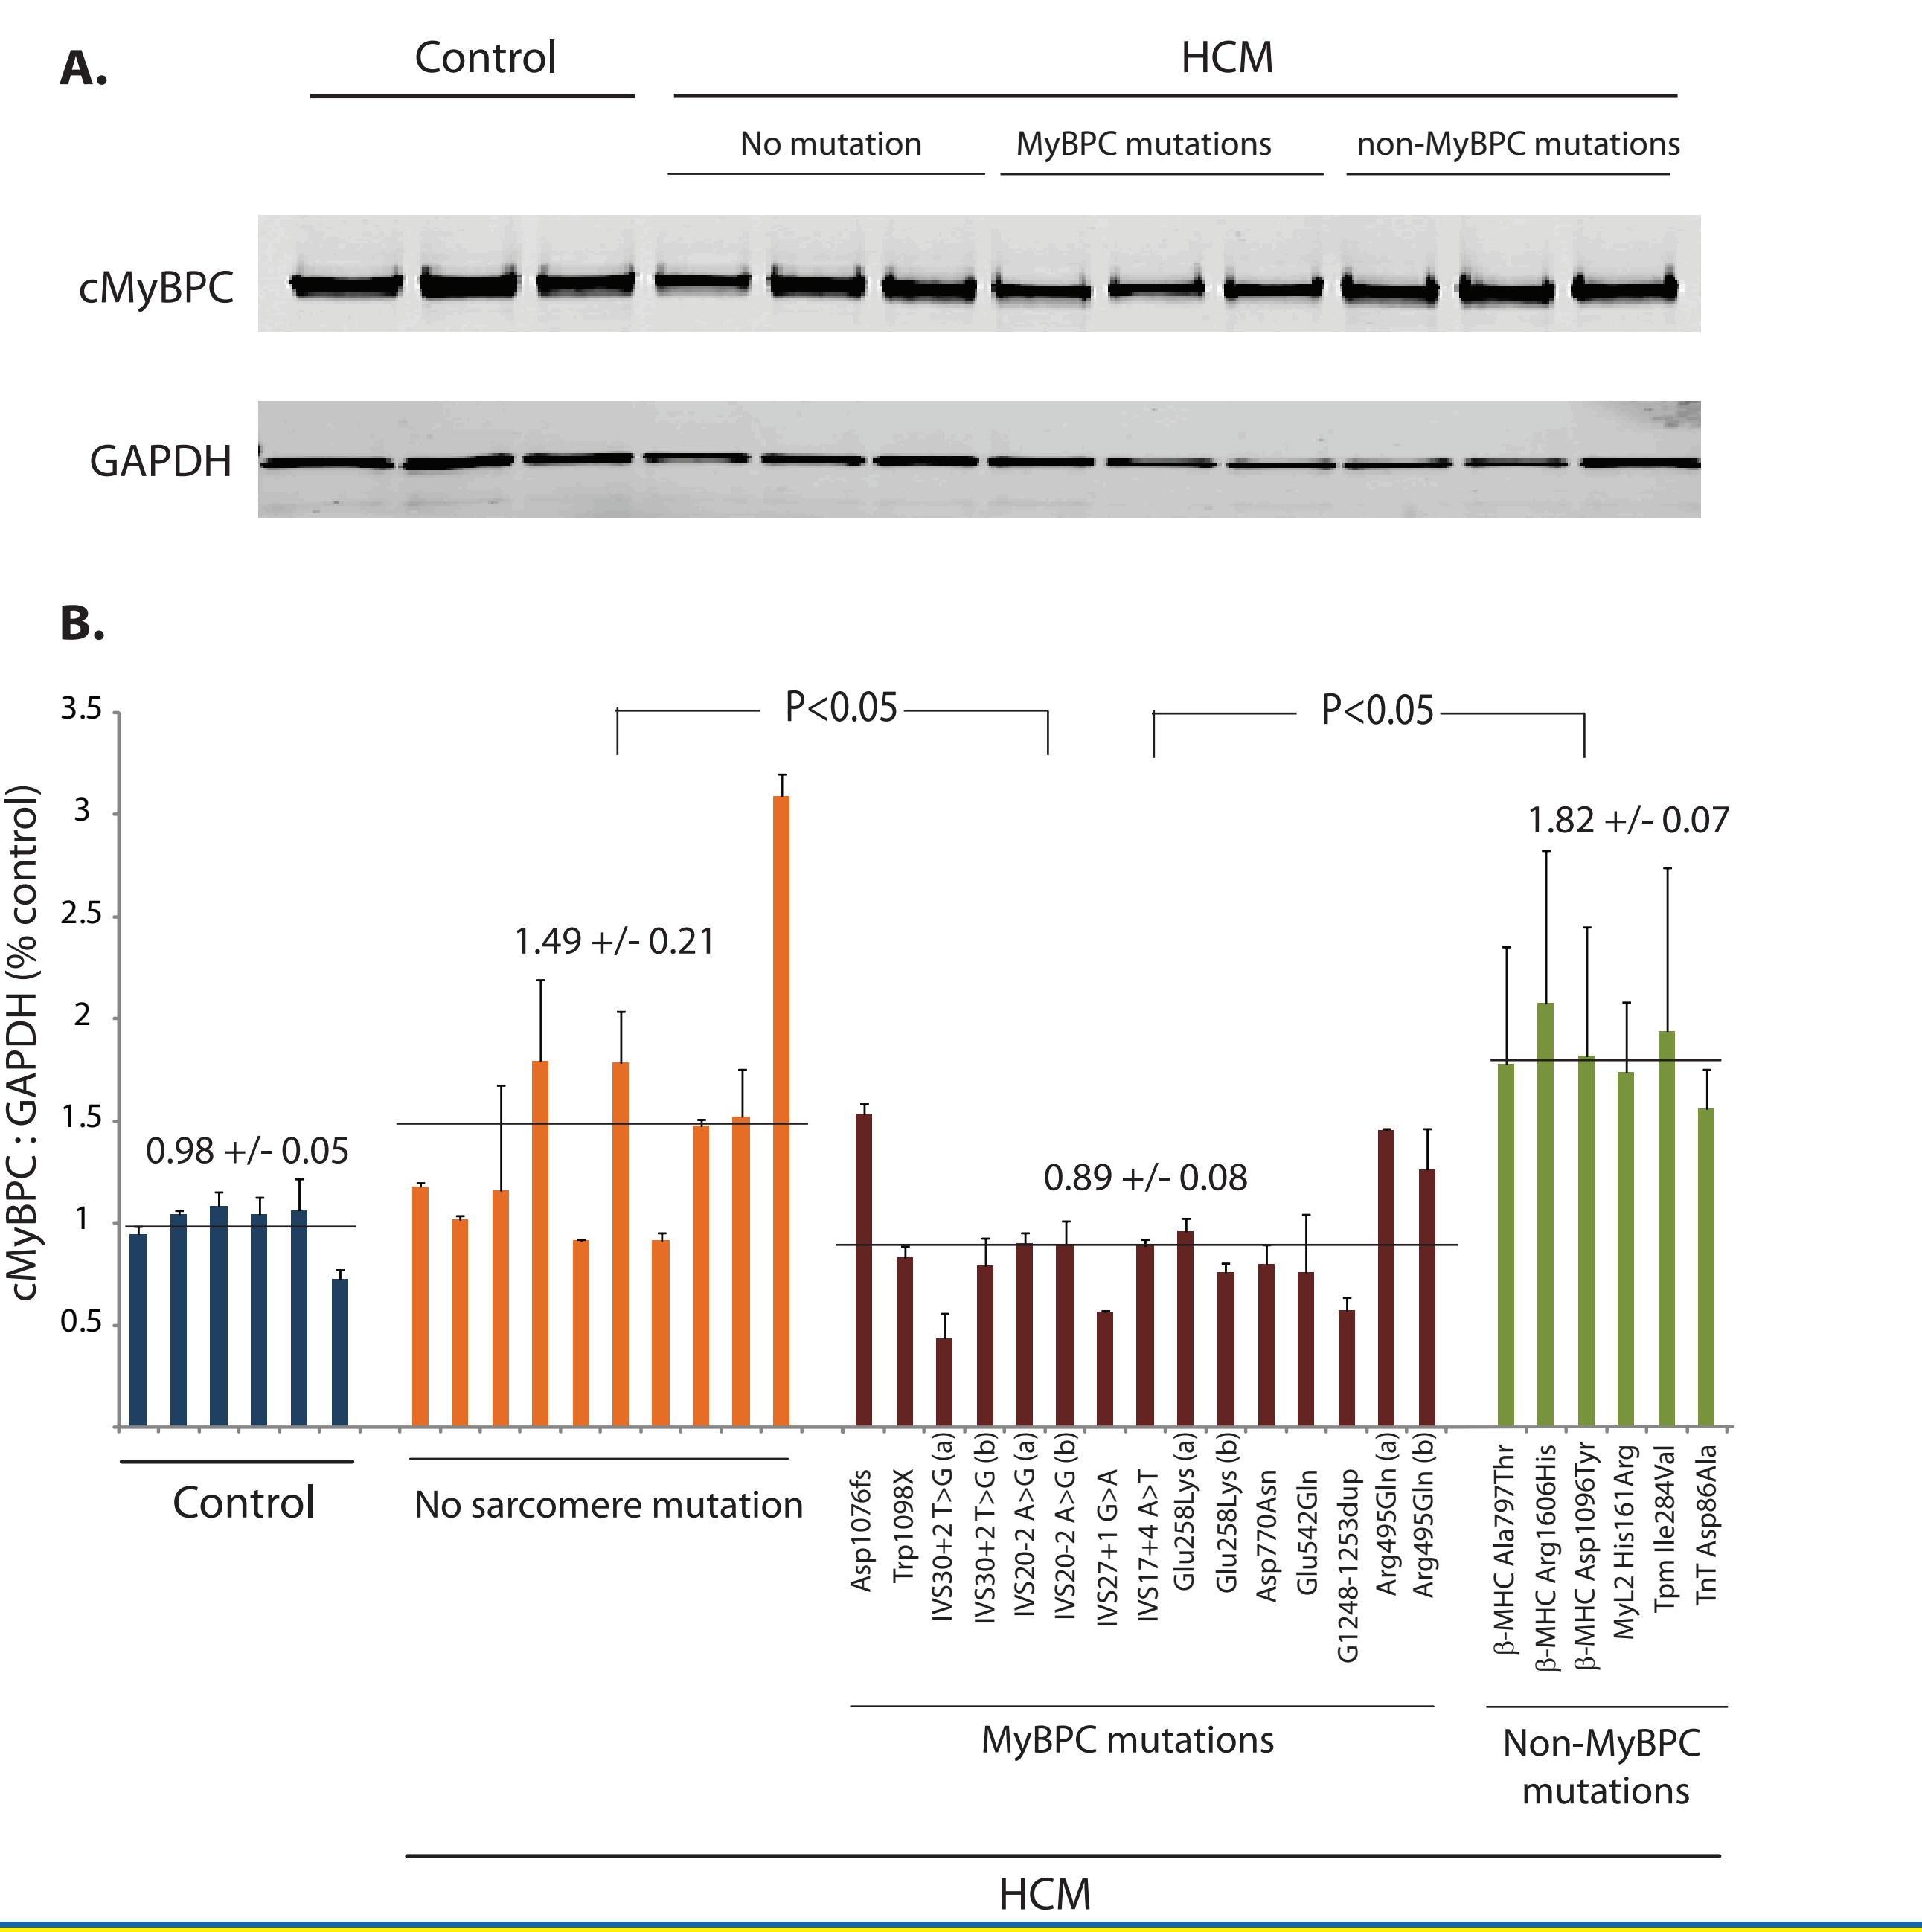 A.
Control
HCM
No mutation
MyBPC mutations
non-MyBPC mutations
cMyBPC
GAPDH
B.
cMyBPC : GAPDH (% control)
3.5
3
2.5
2
1.5
1
0.5
P<0.05
P<0.05
0.98 +/- 0.05
1.49 +/- 0.21
0.89 +/- 0.08
1.82 +/- 0.07
Control
No sarcomere mutation
Asp1076fs
Trp1098X
IVS30+2 T>G (a)
IVS30+2 T>G (b)
IVS20-2 A>G (a)
IVS20-2 A>G (b)
IVS27+1 G>A
IVS17+4 A>T
Glu258Lys (a)
Glu258Lys (b)
Asp770Asn
Glu542Gln
G1248-1253dup
Arg495Gln (a)
Arg495Gln (b)
β-MHC Ala797Thr
β-MHC Arg1606His
β-MHC Asp1096Tyr
MyL2 His161Arg
Tpm Ile284Val
TnT Asp86Ala
MyBPC mutations
Non-MyBPC
mutations
HCM